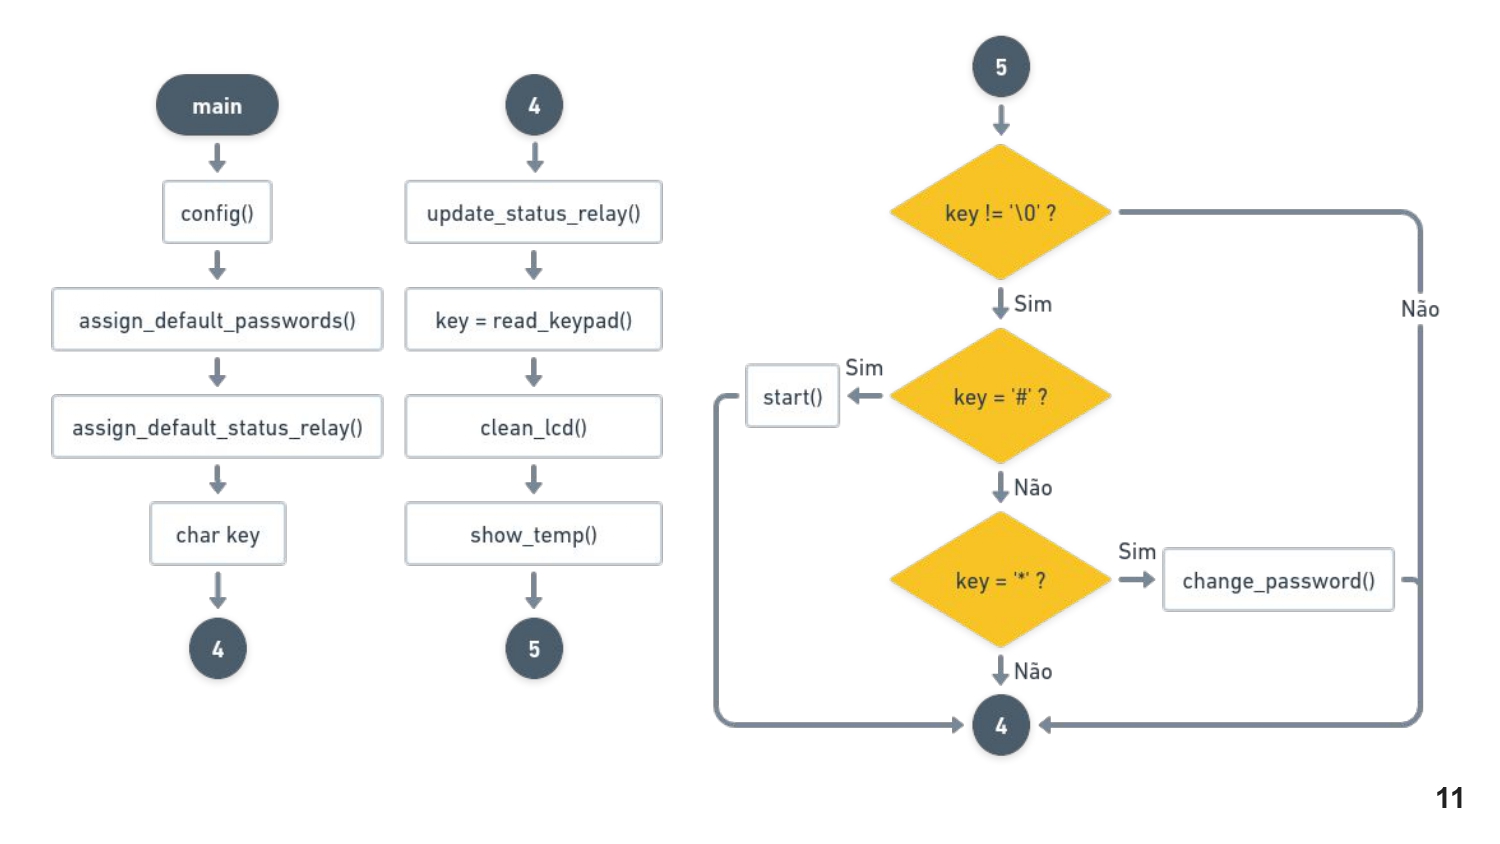 main
config()
assign_default_passwords()
assign_default_status_relay()
char key
4
4
update_status_relay()
key = read_keypad()
clean_lcd()
show_temp()
5
5
key != '\0' ?
Não
Sim
key = '#' ?
Sim
start()
Não
key = '*' ?
Sim
change_password()
Não
4
11